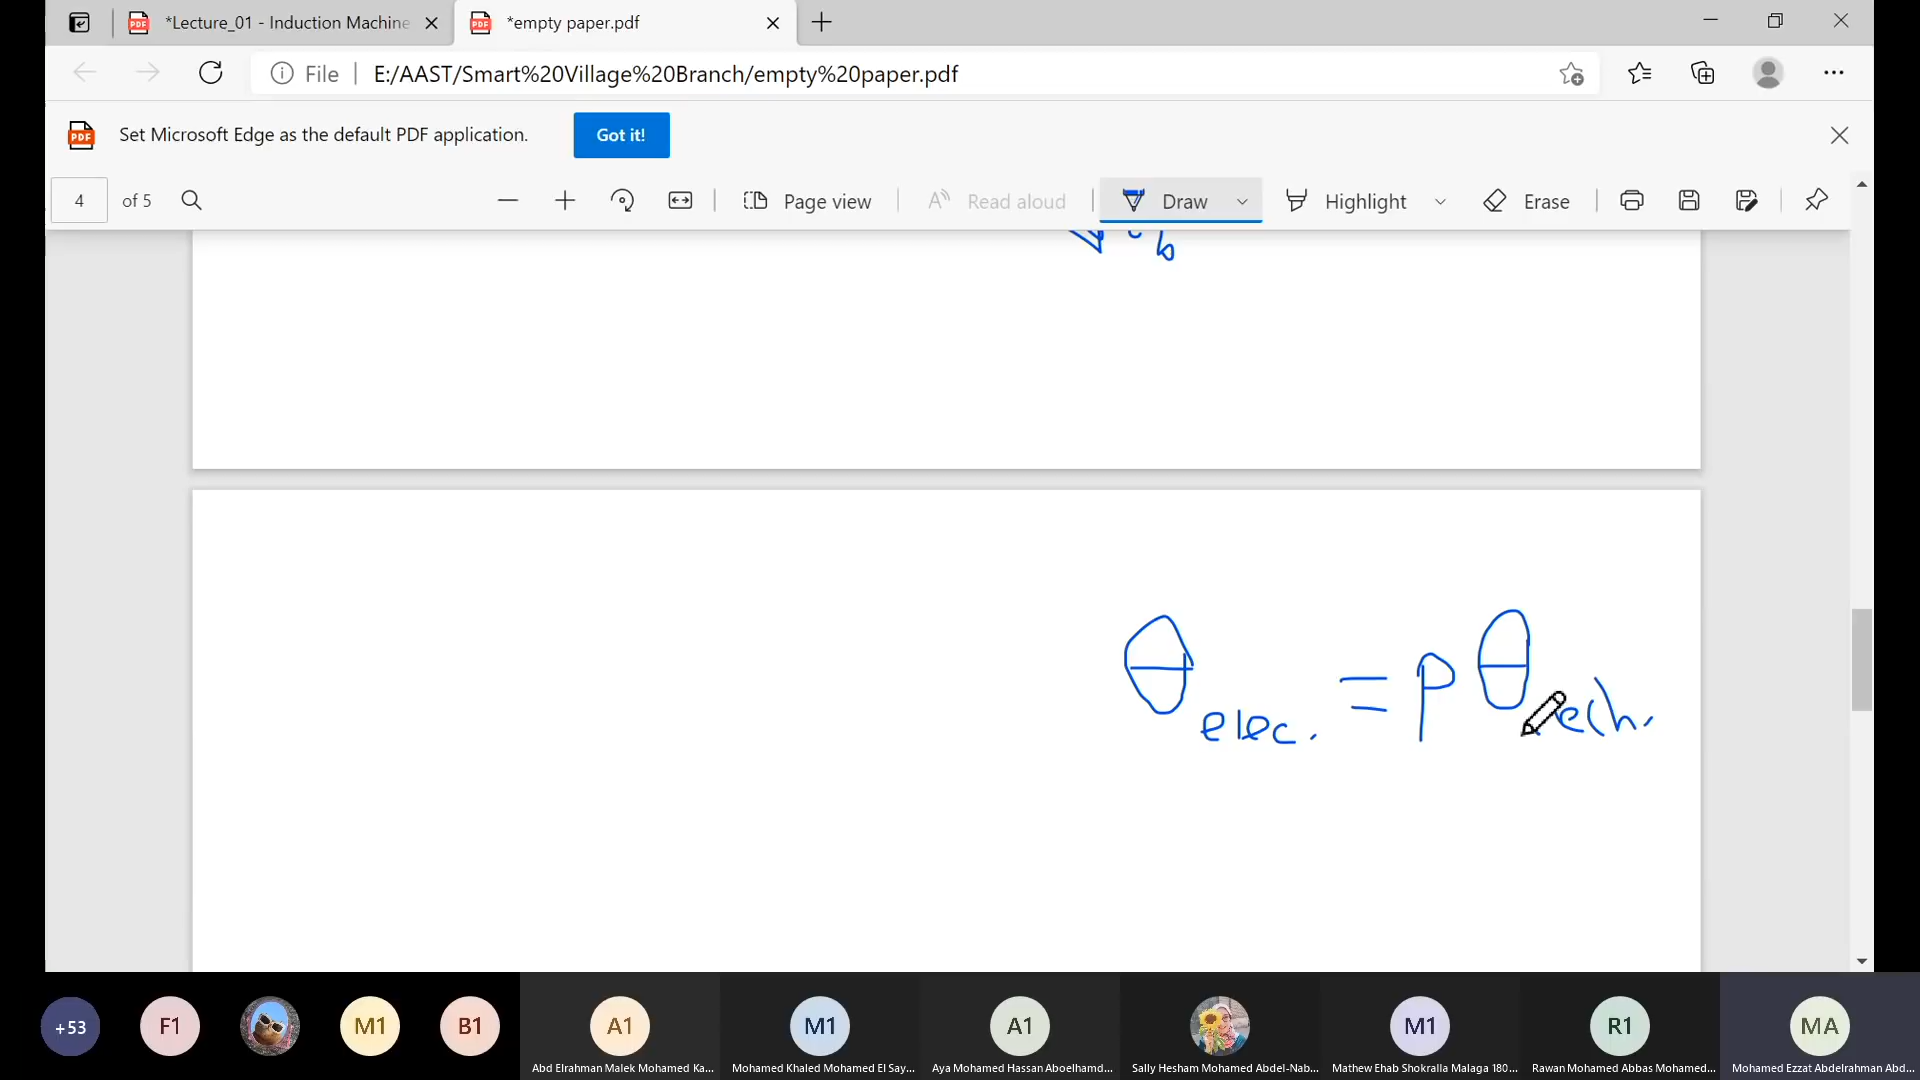 *Lecture_01 - Induction Machine
*empty paper.pdf
File | E:/AAST/Smart%20Village%20Branch/empty%20paper.pdf
PDF Set Microsoft Edge as the default PDF application. Got it!
4 of 5 Page view Read aloud Draw Highlight Erase
θ elec. = P θ ech.
+53 F1 M1 B1 A1 M1 A1 M1 R1 MA
Abd Elrahman Malek Mohamed Ka... Mohamed Khaled Mohamed El Say... Aya Mohamed Hassan Aboelhamd... Sally Hesham Mohamed Abdel-Nab... Mathew Ehab Shokralla Malaga 180... Rawan Mohamed Abbas Mohamed... Mohamed Ezzat Abdelrahman Abd...